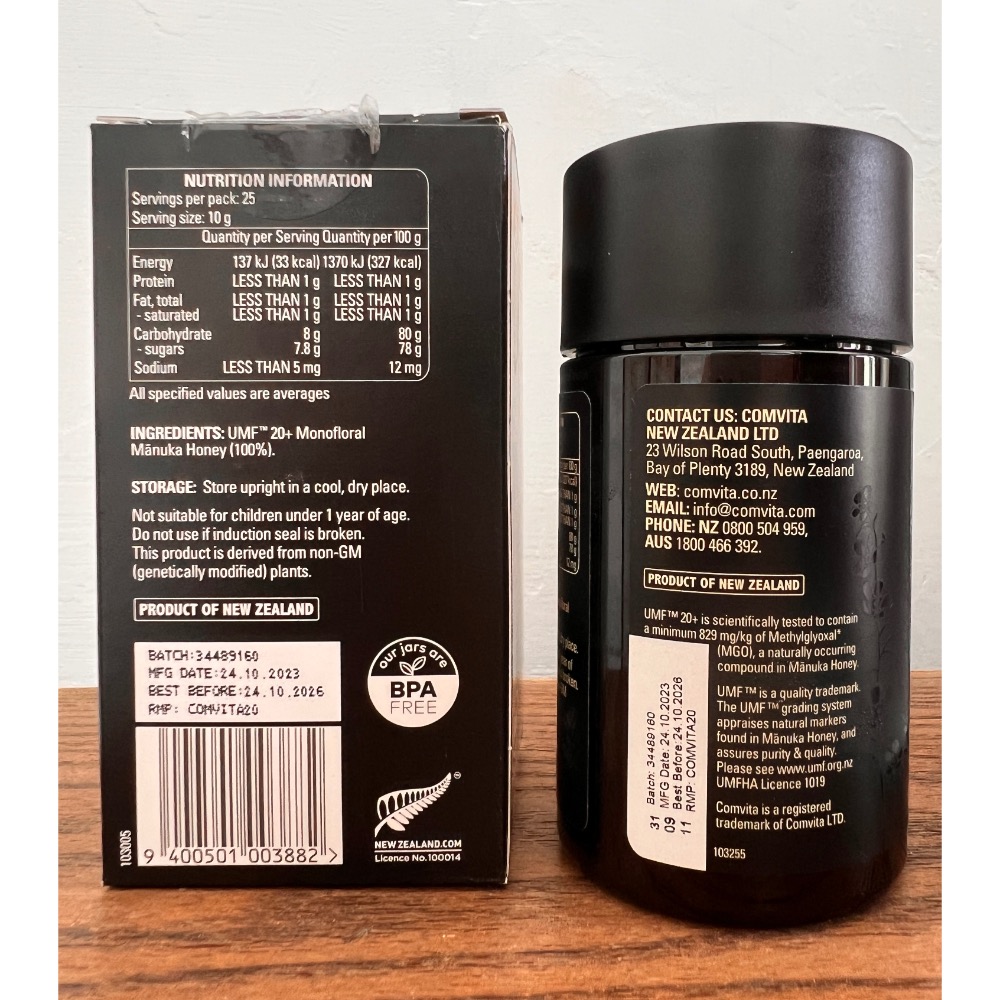 NUTRITION INFORMATION
Servings per pack: 25
Serving size: 10 g
Quantity per Serving Quantity per 100 g
Energy 137 kJ (33 kcal) 1370 kJ (327 kcal)
Protein LESS THAN 1 g LESS THAN 1 g
Fat, total LESS THAN 1 g LESS THAN 1 g
- saturated LESS THAN 1 g LESS THAN 1 g
Carbohydrate 8 g 80 g
- sugars 7.8 g 78 g
Sodium LESS THAN 5 mg 12 mg
All specified values are averages
INGREDIENTS: UMF™ 20+ Monofloral
Mānuka Honey (100%).
STORAGE: Store upright in a cool, dry place.
Not suitable for children under 1 year of age.
Do not use if induction seal is broken.
This product is derived from non-GM
(genetically modified) plants.
PRODUCT OF NEW ZEALAND
BATCH:34489160
MFG DATE:24.10.2023
BEST BEFORE:24.10.2026
RMP: COMVITA20
our jars are
BPA
FREE
103005
9 400501 003882 >
NEW ZEALAND.COM
Licence No.100014
CONTACT US: COMVITA
NEW ZEALAND LTD
23 Wilson Road South, Paengaroa,
Bay of Plenty 3189, New Zealand
WEB: comvita.co.nz
EMAIL: info@comvita.com
PHONE: NZ 0800 504 959,
AUS 1800 466 392.
PRODUCT OF NEW ZEALAND
UMF™ 20+ is scientifically tested to contain
a minimum 829 mg/kg of Methylglyoxal*
(MGO), a naturally occurring
compound in Mānuka Honey.
UMF™ is a quality trademark.
The UMF™ grading system
appraises natural markers
found in Mānuka Honey, and
assures purity & quality.
Please see www.umf.org.nz
UMFHA Licence 1019
Comvita is a registered
trademark of Comvita LTD.
103255
31 Batch: 34489160
09 MFG Date: 24.10.2023
Best Before:24.10.2026
11 RMP: COMVITA20